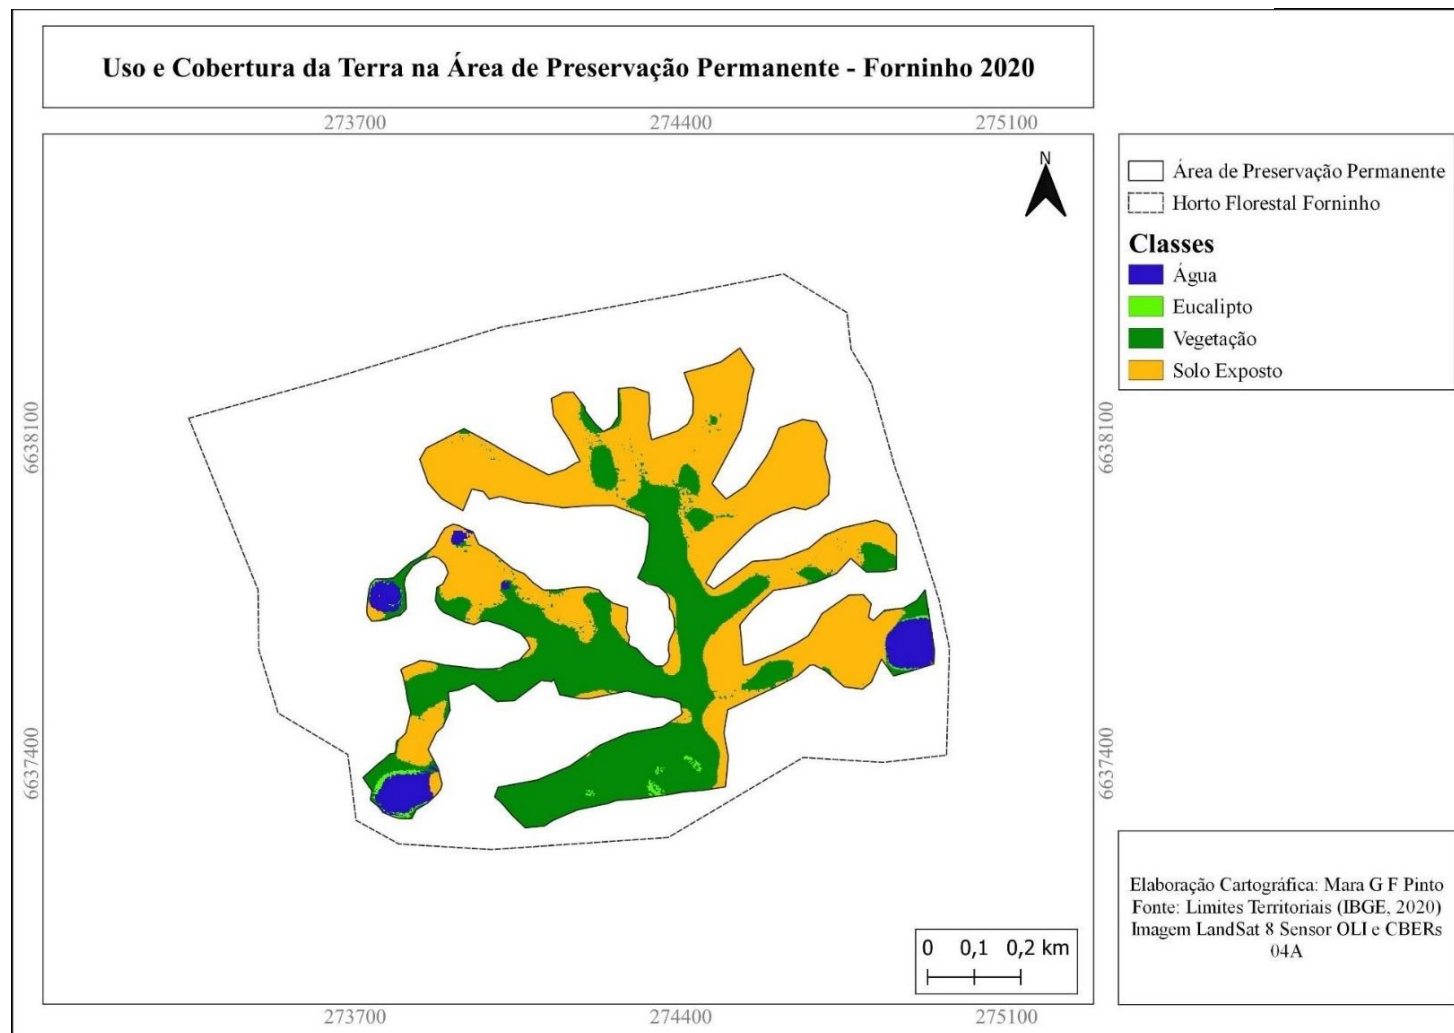 Uso e Cobertura da Terra na Área de Preservação Permanente - Forninho 2020
273700 274400 275100
N
Área de Preservação Permanente
Horto Florestal Forninho
Classes
Água
Eucalipto
Vegetação
Solo Exposto
6638100 6638100
6637400 6637400
Elaboração Cartográfica: Mara G F Pinto
Fonte: Limites Territoriais (IBGE, 2020)
Imagem LandSat 8 Sensor OLI e CBERs
04A
0 0,1 0,2 km
273700 274400 275100